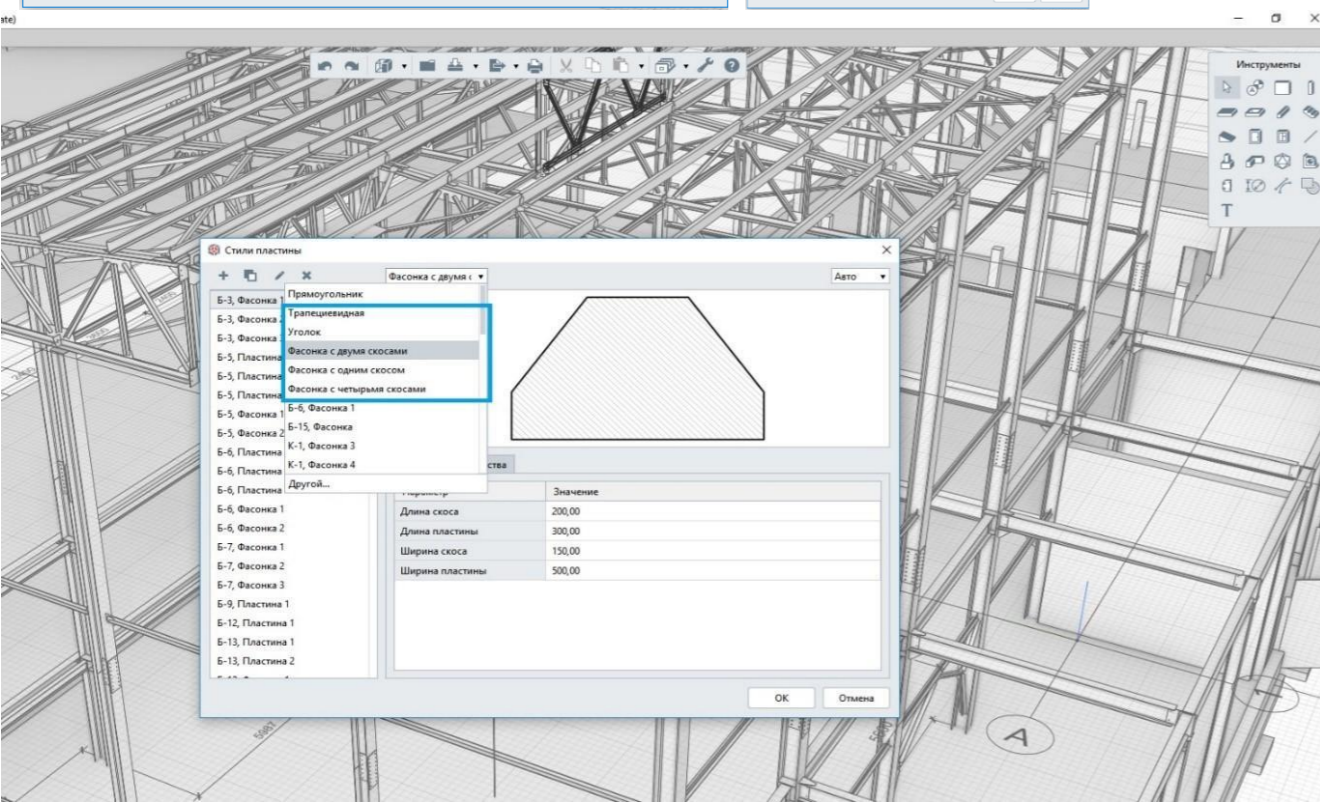 ate)
Инструменты
T
Стили пластины
Фасонка с двумя с
Авто
Б-3, Фасонка 1
Б-3, Фасонка
Б-3, Фасонка
Б-5, Пластина
Б-5, Пластина
Б-5, Пластина
Б-5, Фасонка 1
Б-5, Фасонка 2
Б-6, Пластина
Б-6, Пластина
Б-6, Пластина
Б-6, Фасонка 1
Б-6, Фасонка 2
Б-7, Фасонка 1
Б-7, Фасонка 2
Б-7, Фасонка 3
Б-9, Пластина 1
Б-12, Пластина 1
Б-13, Пластина 1
Б-13, Пластина 2
Прямоугольник
Трапециевидная
Уголок
Фасонка с двумя скосами
Фасонка с одним скосом
Фасонка с четырьмя скосами
Б-6, Фасонка 1
Б-15, Фасонка
К-1, Фасонка 3
К-1, Фасонка 4
Другой...
ства
Значение
Длина скоса 200,00
Длина пластины 300,00
Ширина скоса 150,00
Ширина пластины 500,00
ОК Отмена
А